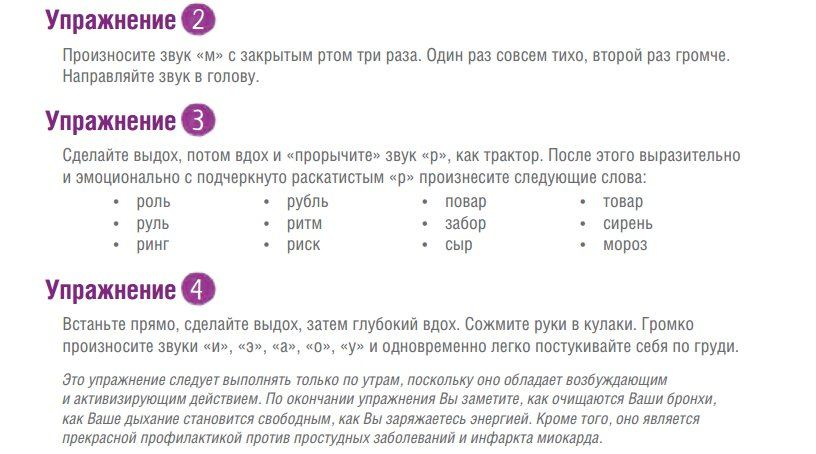 Упражнение 2
Произносите звук «м» с закрытым ртом три раза. Один раз совсем тихо, второй раз громче.
Направляйте звук в голову.
Упражнение 3
Сделайте выдох, потом вдох и «прорычите» звук «р», как трактор. После этого выразительно
и эмоционально с подчеркнуто раскатистым «р» произнесите следующие слова:
• роль • рубль • повар • товар
• руль • ритм • забор • сирень
• ринг • риск • сыр • мороз
Упражнение 4
Встаньте прямо, сделайте выдох, затем глубокий вдох. Сожмите руки в кулаки. Громко
произносите звуки «и», «э», «а», «о», «у» и одновременно легко постукивайте себя по груди.
Это упражнение следует выполнять только по утрам, поскольку оно обладает возбуждающим
и активизирующим действием. По окончании упражнения Вы заметите, как очищаются Ваши бронхи,
как Ваше дыхание становится свободным, как Вы заряжаетесь энергией. Кроме того, оно является
прекрасной профилактикой против простудных заболеваний и инфаркта миокарда.